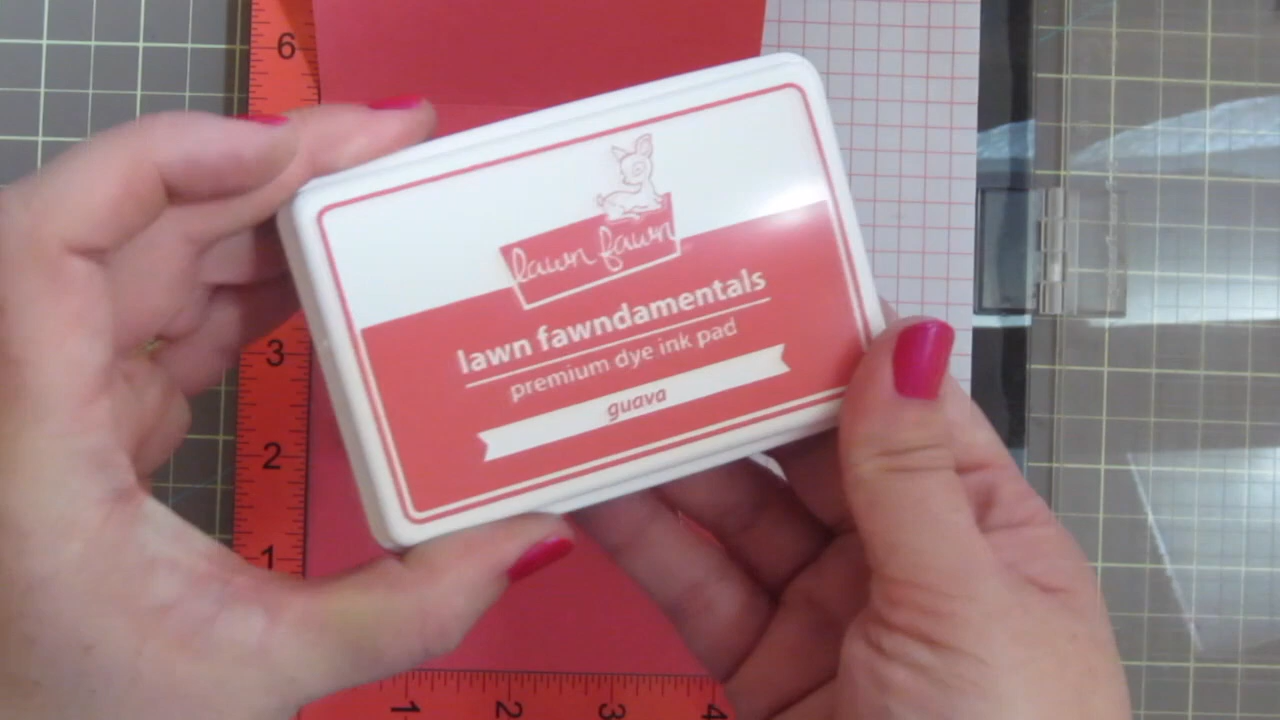 6
lawn fawn
lawn fawndamentals
premium dye ink pad
guava
3
2
1
1 2 3 4